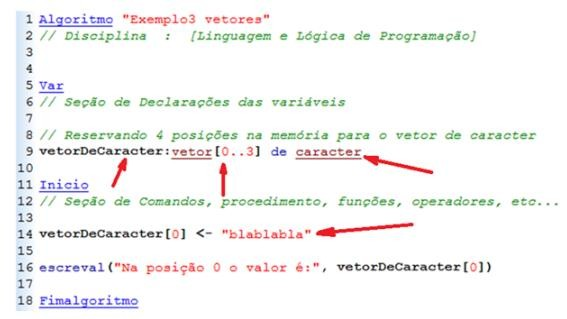 1 Algoritmo "Exemplo3 vetores"
2 // Disciplina : [Linguagem e Lógica de Programação]
3
4
5 Var
6 // Seção de Declarações das variáveis
7
8 // Reservando 4 posições na memória para o vetor de caracter
9 vetorDeCaracter:vetor[0..3] de caracter
10
11 Inicio
12 // Seção de Comandos, procedimento, funções, operadores, etc...
13
14 vetorDeCaracter[0] <- "blablabla"
15
16 escreval("Na posição 0 o valor é:", vetorDeCaracter[0])
17
18 Fimalgoritmo